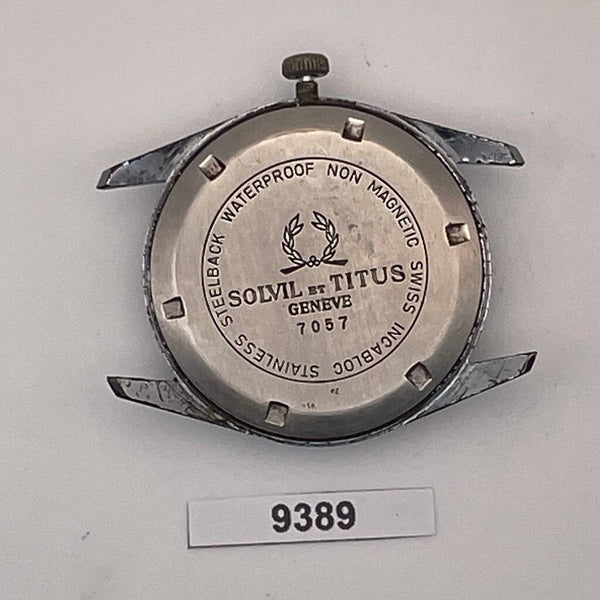 WATERPROOF NON MAGNETIC SWISS INCABLOC STAINLESS STEELBACK
SOLVIL ET TITUS
GENEVE
7057
9389